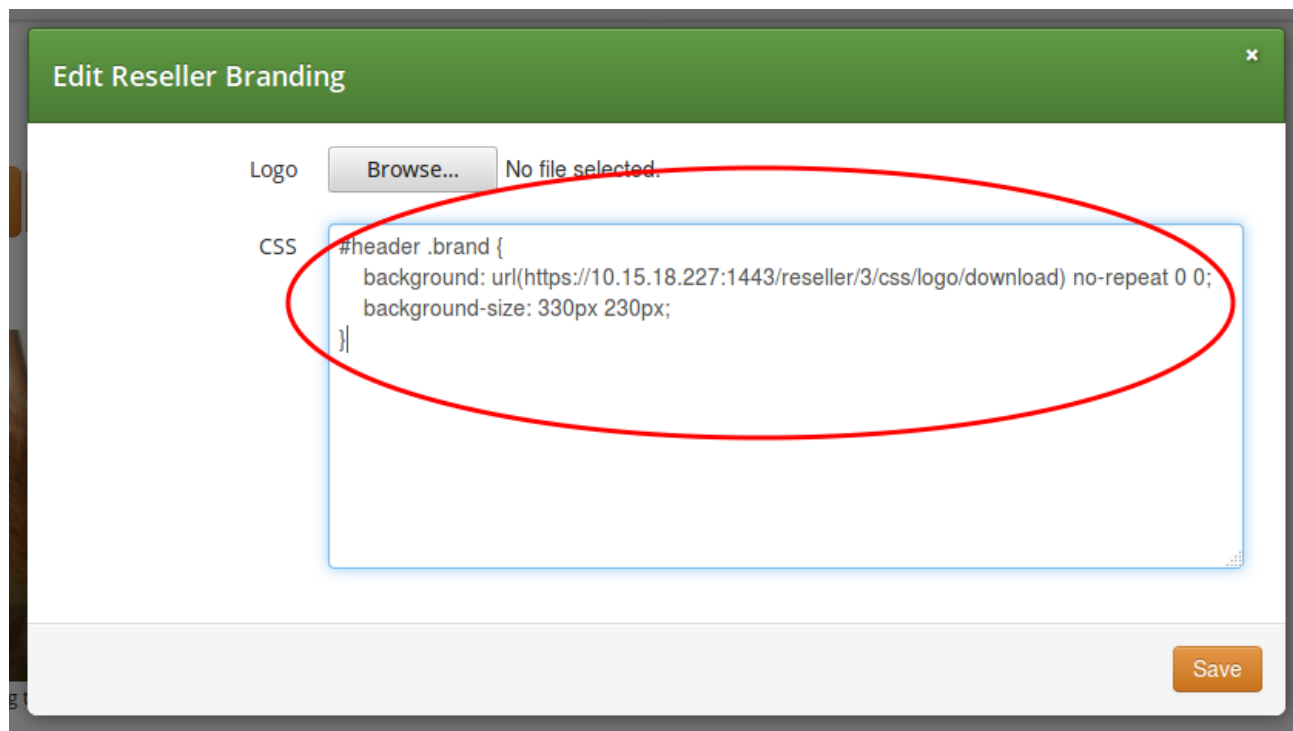 Edit Reseller Branding
×
Logo Browse... No file selected.
CSS
#header .brand {
    background: url(https://10.15.18.227:1443/reseller/3/css/logo/download) no-repeat 0 0;
    background-size: 330px 230px;
}
Save